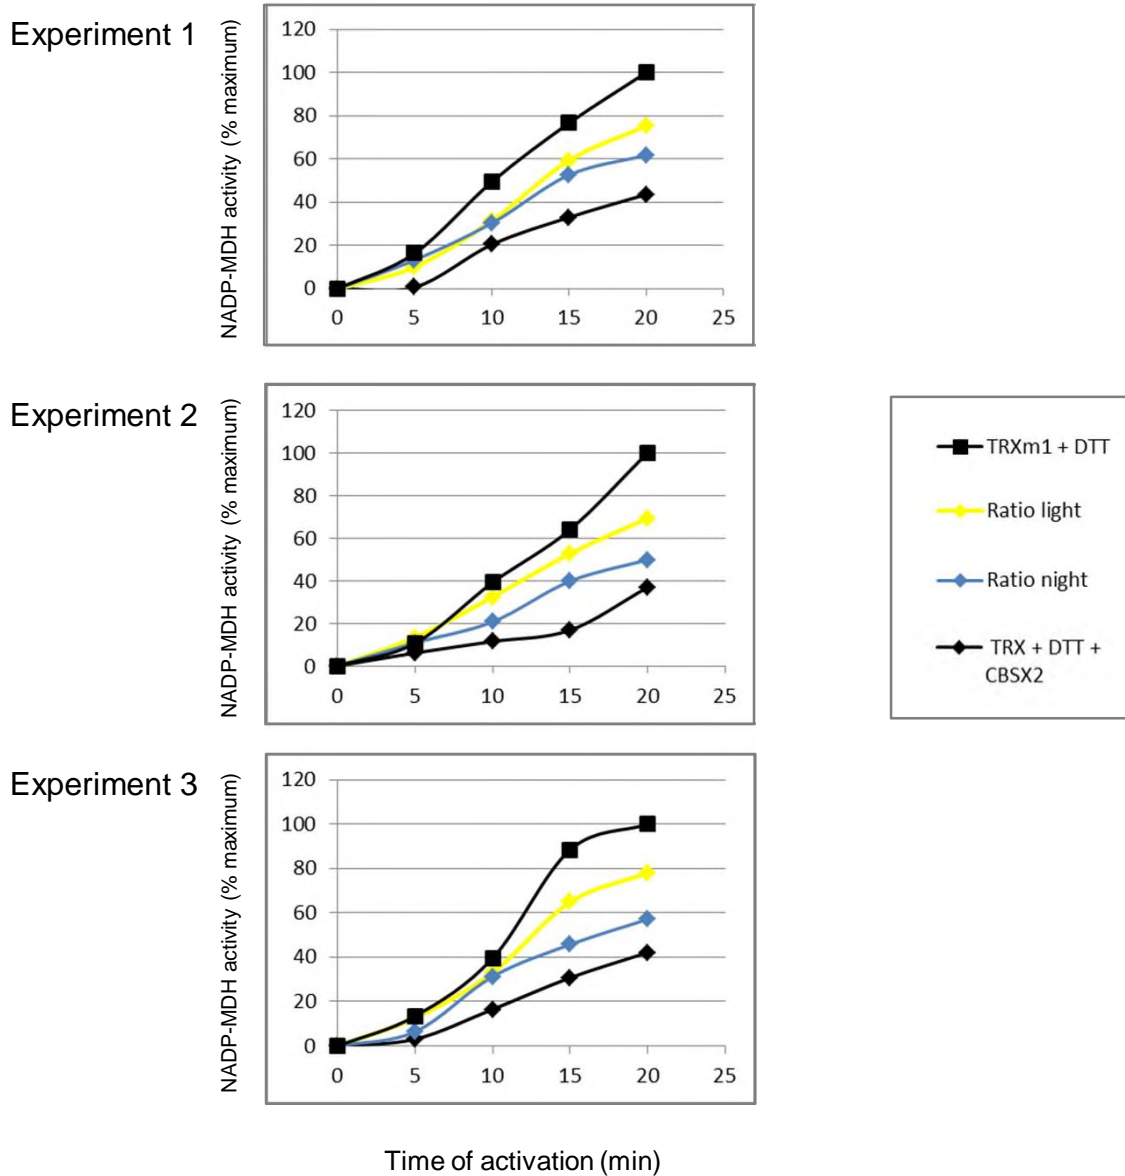 Experiment 1
NADP-MDH activity (% maximum)
120
100
80
60
40
20
0
0 5 10 15 20 25
Experiment 2
NADP-MDH activity (% maximum)
120
100
80
60
40
20
0
0 5 10 15 20 25
TRXm1 + DTT
Ratio light
Ratio night
TRX + DTT +
CBSX2
Experiment 3
NADP-MDH activity (% maximum)
120
100
80
60
40
20
0
0 5 10 15 20 25
Time of activation (min)